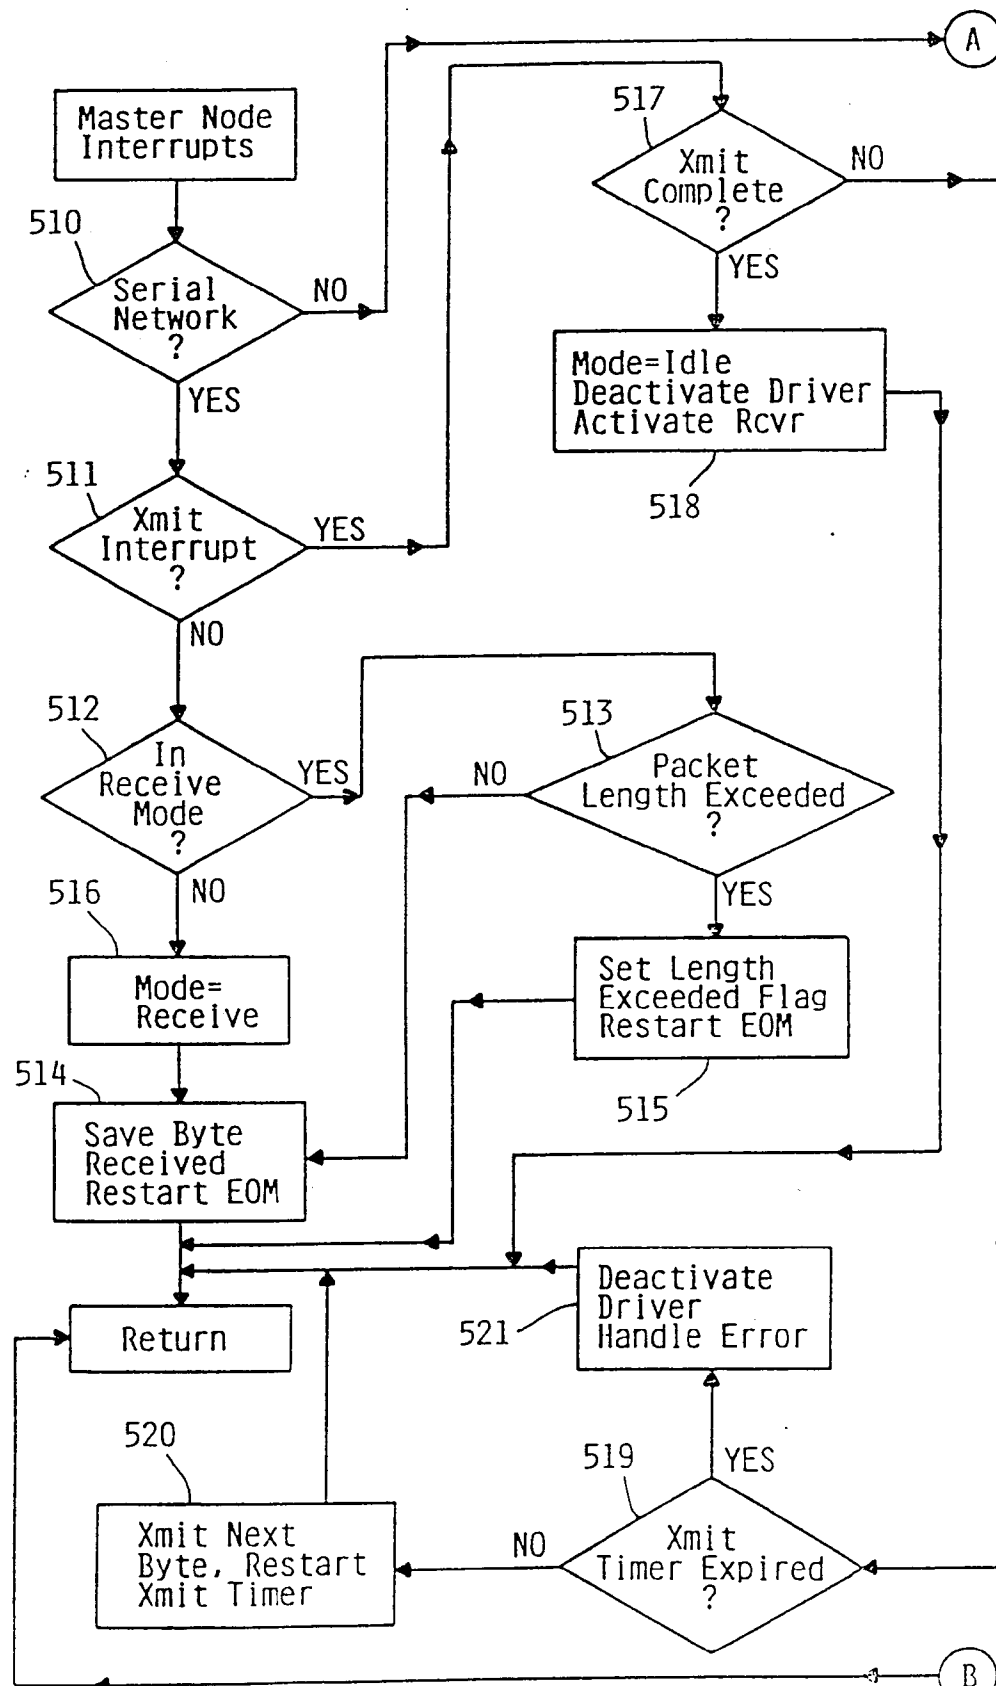 A
Master Node
Interrupts
517
Xmit
Complete
?
NO
YES
510
Serial
Network
?
NO
YES
Mode=Idle
Deactivate Driver
Activate Rcvr
518
511
Xmit
Interrupt
?
YES
NO
512
In
Receive
Mode
?
YES
NO
513
Packet
Length Exceeded
?
NO
YES
516
Mode=
Receive
Set Length
Exceeded Flag
Restart EOM
515
514
Save Byte
Received
Restart EOM
Return
Deactivate
Driver
Handle Error
521
520
Xmit Next
Byte, Restart
Xmit Timer
519
YES
Xmit
Timer Expired
?
NO
B